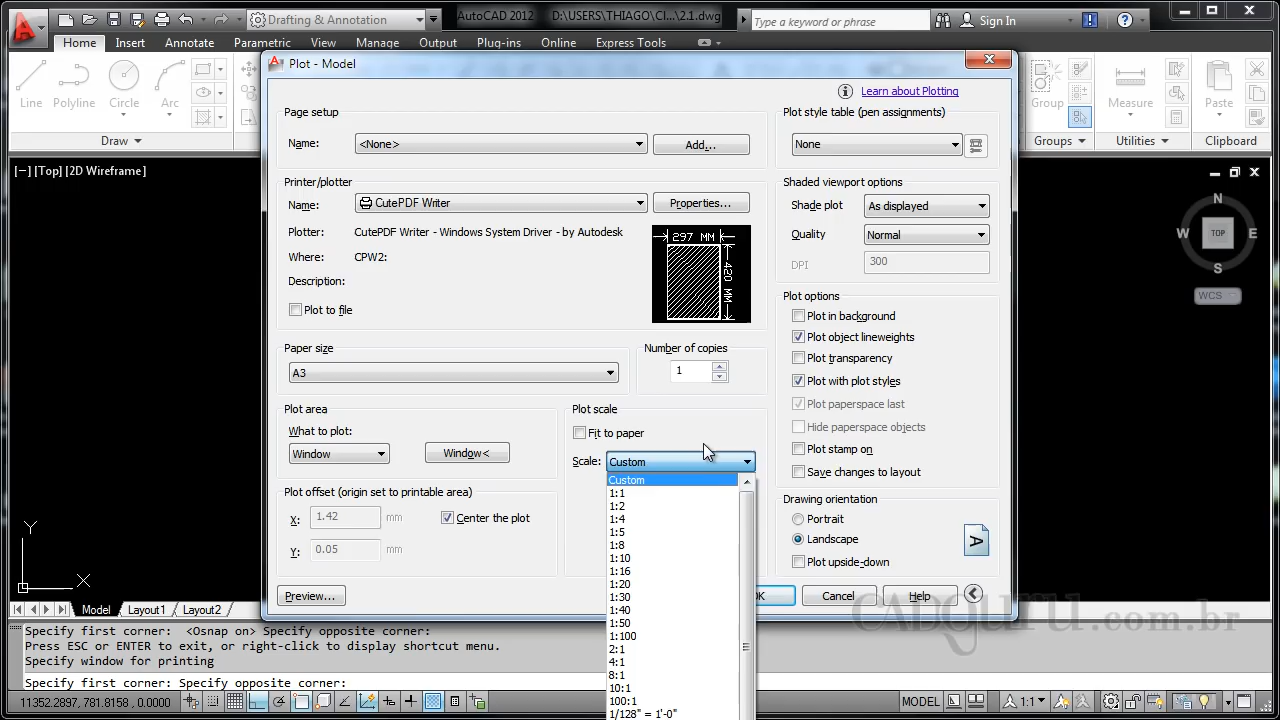 Drafting & Annotation
AutoCAD 2012 D:\USERS\THIAGO\Cl...\2.1.dwg
Type a keyword or phrase
Sign In
Home Insert Annotate Parametric View Manage Output Plug-ins Online Express Tools
Line Polyline Circle Arc
Group Measure Paste
Draw
Groups Utilities Clipboard
[−][Top][2D Wireframe]
Plot - Model
Learn about Plotting
Page setup
Name: <None> Add...
Plot style table (pen assignments)
None
Printer/plotter
Name: CutePDF Writer Properties...
Plotter: CutePDF Writer - Windows System Driver - by Autodesk
Where: CPW2:
Description:
Plot to file
297 MM
420 MM
Shaded viewport options
Shade plot As displayed
Quality Normal
DPI 300
Paper size
A3
Number of copies
1
Plot options
Plot in background
Plot object lineweights
Plot transparency
Plot with plot styles
Plot paperspace last
Hide paperspace objects
Plot stamp on
Save changes to layout
Plot area
What to plot:
Window Window<
Plot scale
Fit to paper
Scale: Custom
Custom
1:1
1:2
1:4
1:5
1:8
1:10
1:16
1:20
1:30
1:40
1:50
1:100
2:1
4:1
8:1
10:1
100:1
1/128" = 1'-0"
Plot offset (origin set to printable area)
X: 1.42 mm
Center the plot
Y: 0.05 mm
Drawing orientation
Portrait
Landscape
A
Plot upside-down
Preview... OK Cancel Help
N
W TOP E
S
WCS
Y
X
Model Layout1 Layout2
CADGURU.com.br
Specify first corner: <Osnap on> Specify opposite corner:
Press ESC or ENTER to exit, or right-click to display shortcut menu.
Specify window for printing
Specify first corner: Specify opposite corner:
11352.2897, 781.8158, 0.0000
MODEL
1:1